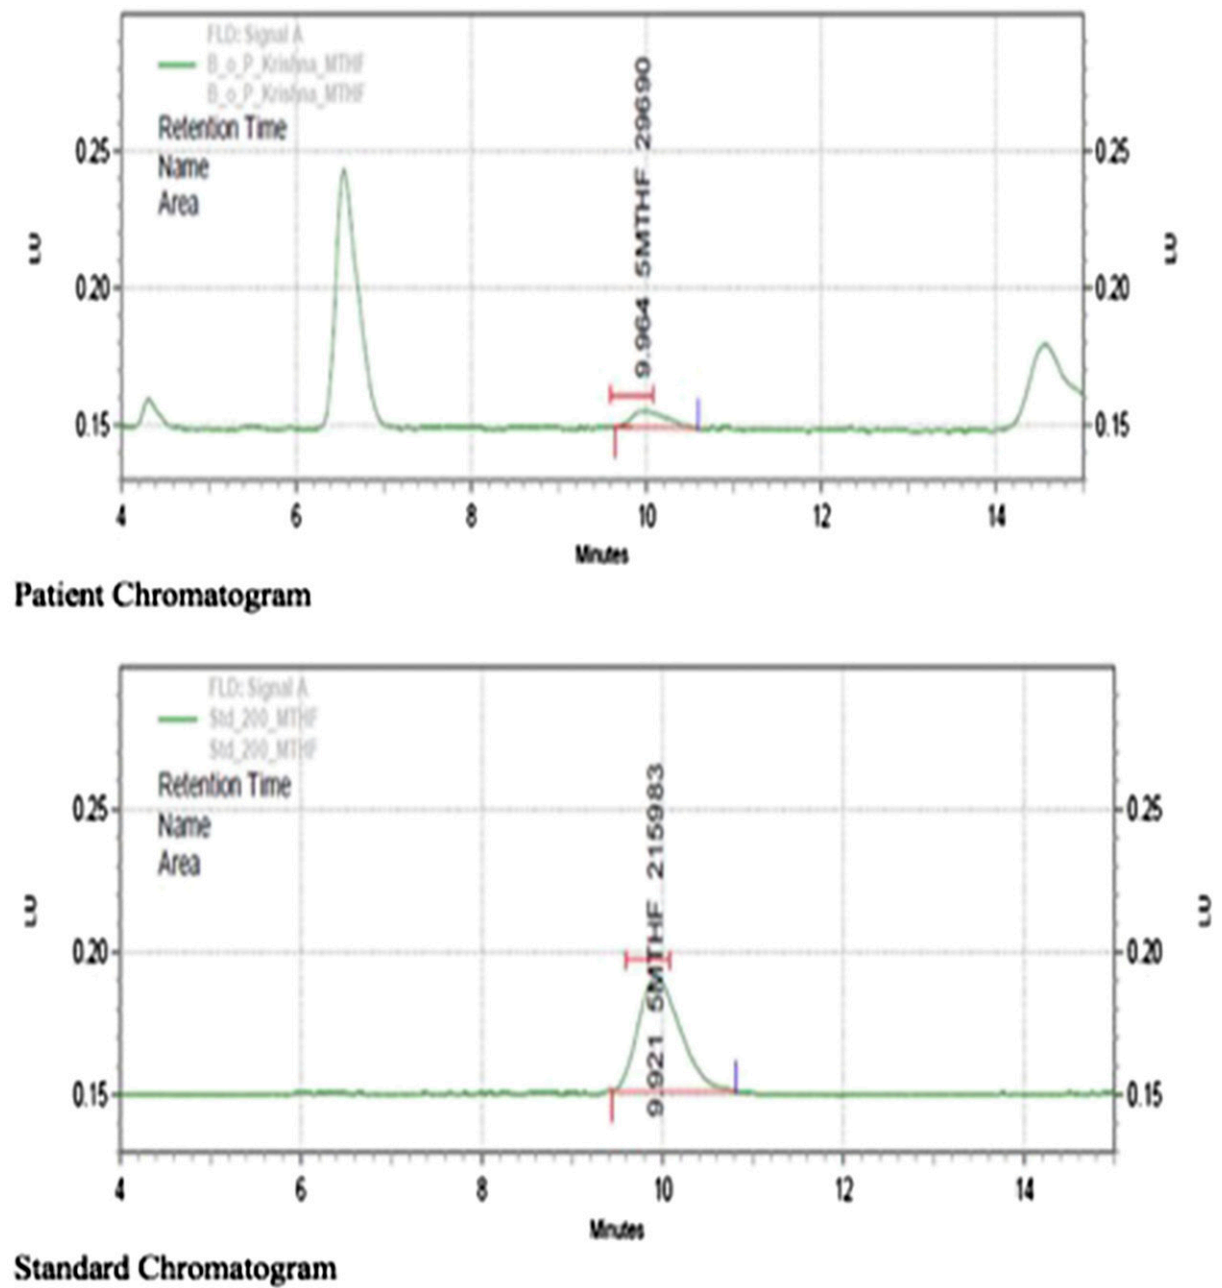 FLD: Signal A
B_o_P_Krishna_MTHF
B_o_P_Krishna_MTHF
Retention Time
Name
Area
9.964 5MTHF 29690
0.25 0.25
0.20 0.20
0.15 0.15
LU LU
4 6 8 10 12 14
Minutes
Patient Chromatogram
FLD: Signal A
Std_200_MTHF
Std_200_MTHF
Retention Time
Name
Area
9.921 5MTHF 215983
0.25 0.25
0.20 0.20
0.15 0.15
LU LU
4 6 8 10 12 14
Minutes
Standard Chromatogram